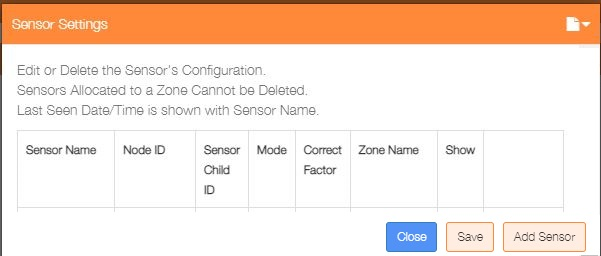 Sensor Settings
Edit or Delete the Sensor's Configuration.
Sensors Allocated to a Zone Cannot be Deleted.
Last Seen Date/Time is shown with Sensor Name.
Sensor Name Node ID Sensor Child ID Mode Correct Factor Zone Name Show
Close Save Add Sensor